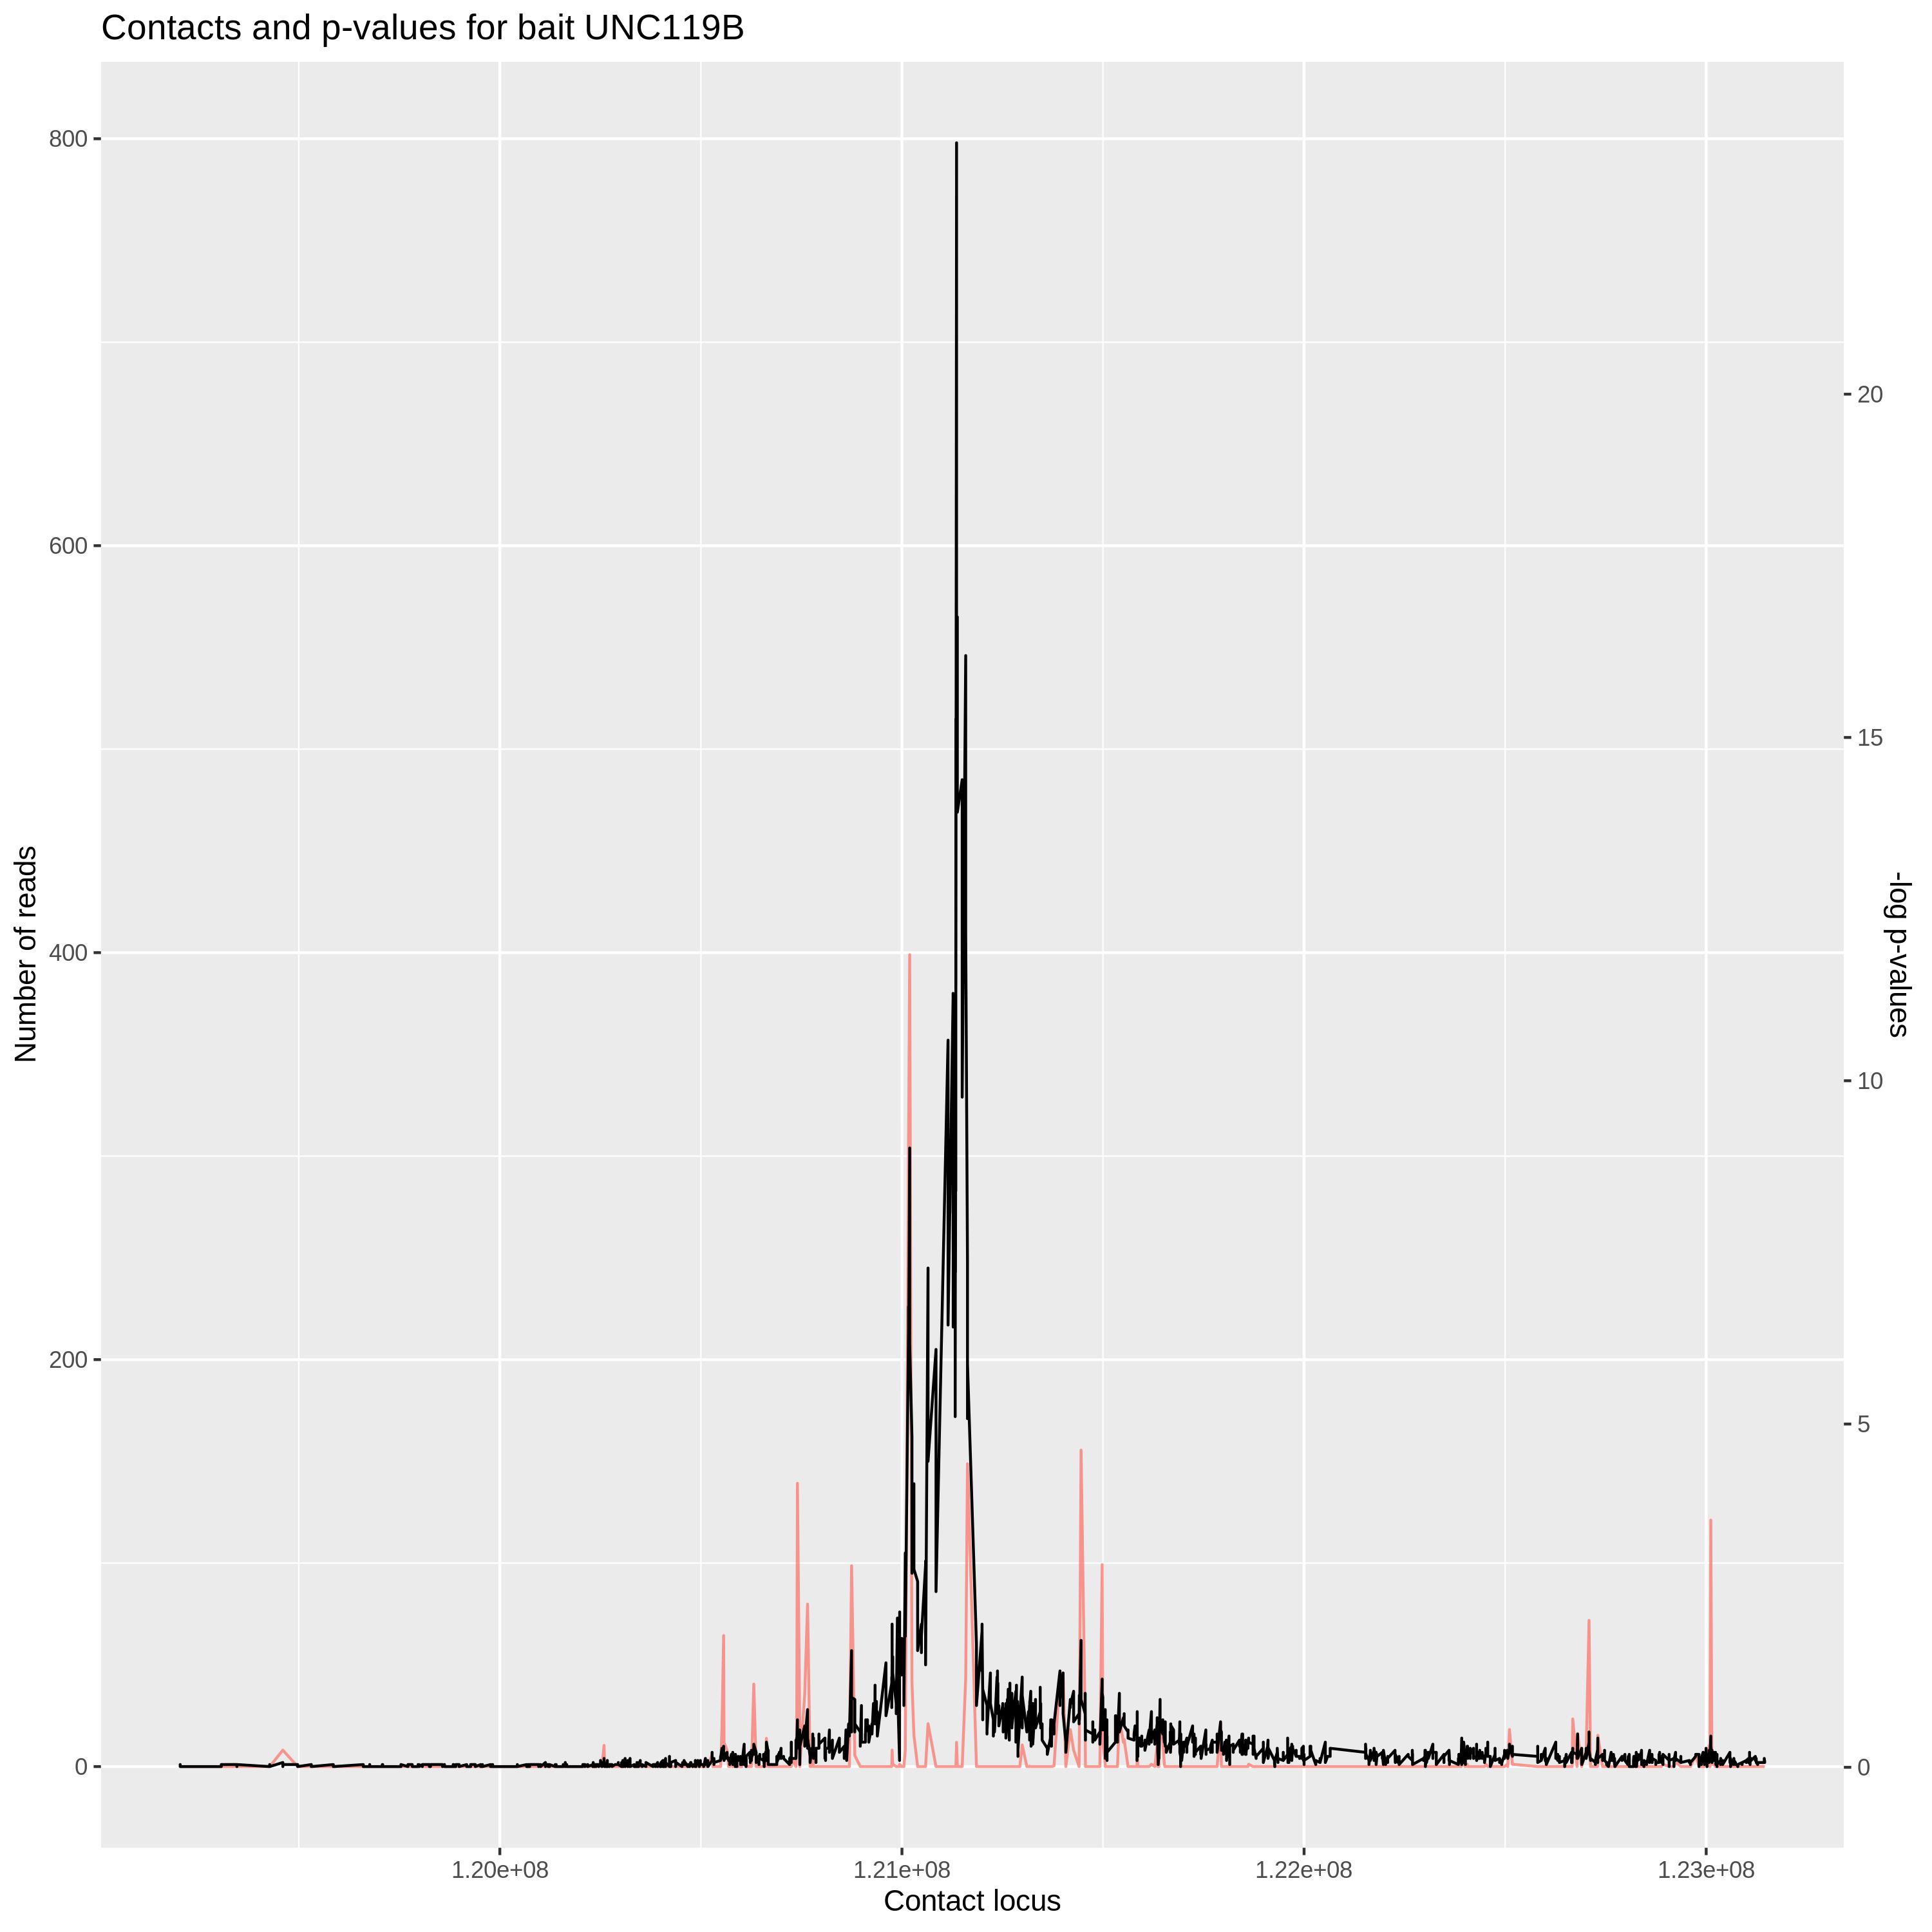 Contacts and p-values for bait UNC119B
800
600
400
200
0
Number of reads
20
15
10
5
0
-log p-values
1.20e+08 1.21e+08 1.22e+08 1.23e+08
Contact locus